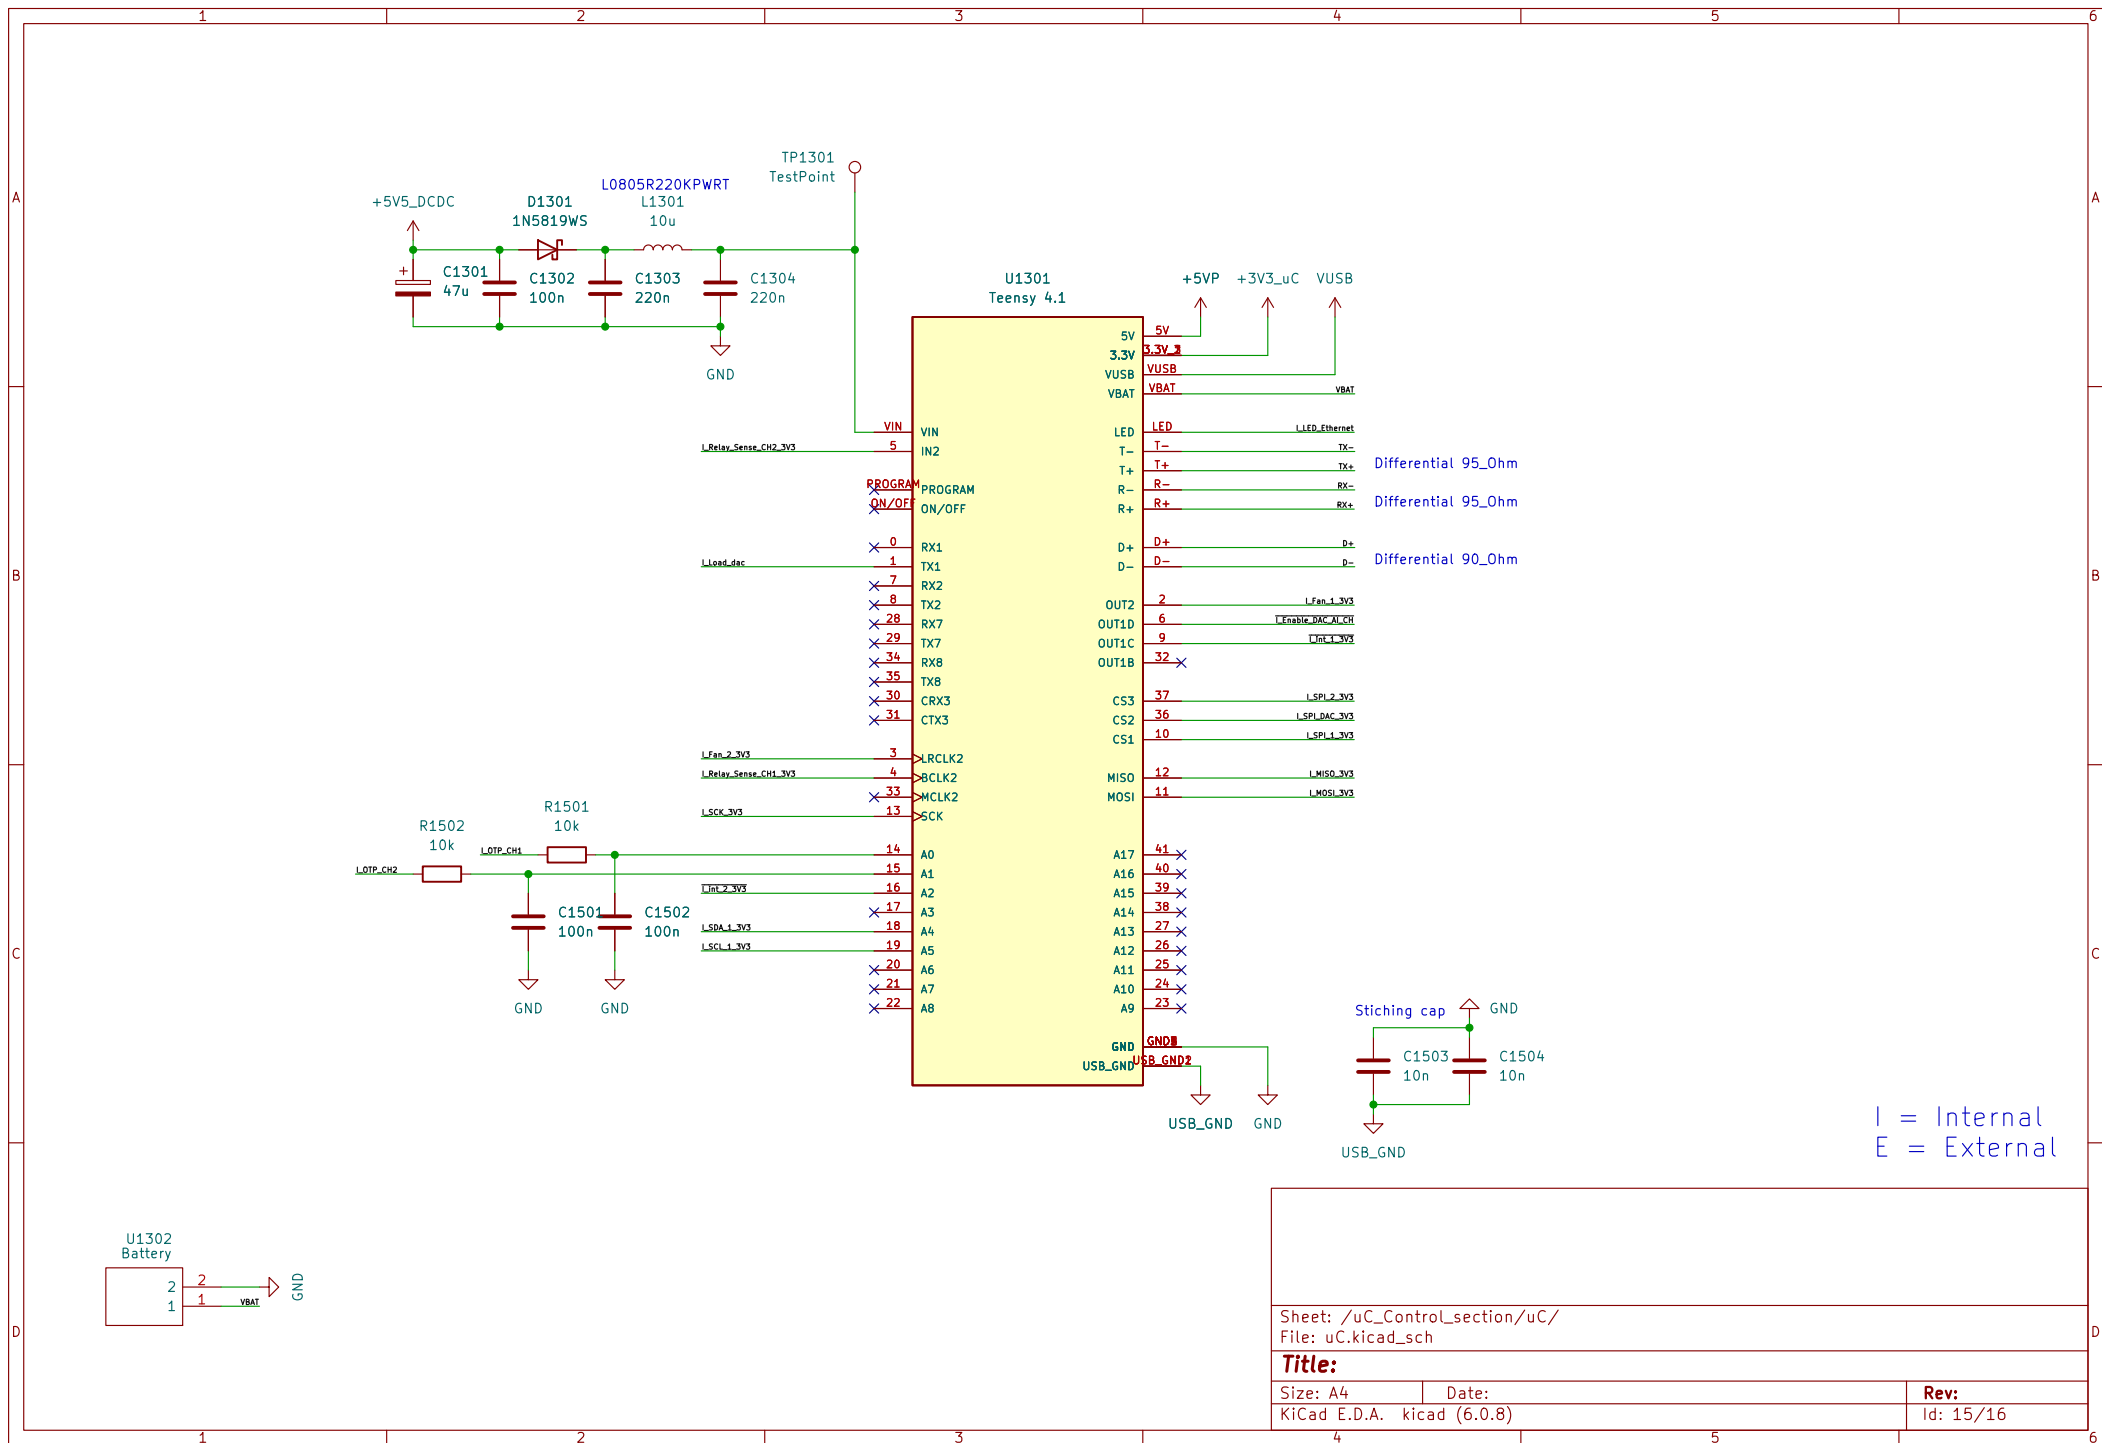 1 2 3 4 5 6
A
B
C
D
A
B
C
D
1 2 3 4 5 6
TP1301
TestPoint
L0805R220KPWRT
+5V5_DCDC
D1301
1N5819WS
L1301
10u
+
C1301
47u
C1302
100n
C1303
220n
C1304
220n
GND
U1301
Teensy 4.1
+5VP
+3V3_uC
VUSB
VIN VIN
I_Relay_Sense_CH2_3V3 5 IN2
PROGRAM PROGRAM
ON/OFF ON/OFF
0 RX1
I_Load_dac 1 TX1
7 RX2
8 TX2
28 RX7
29 TX7
34 RX8
35 TX8
30 CRX3
31 CTX3
I_Fan_2_3V3 3 LRCLK2
I_Relay_Sense_CH1_3V3 4 BCLK2
33 MCLK2
I_SCK_3V3 13 SCK
R1501
10k
R1502
10k
I_OTP_CH1 14 A0
I_OTP_CH2 15 A1
I_int_2_3V3 16 A2
17 A3
I_SDA_1_3V3 18 A4
I_SCL_1_3V3 19 A5
20 A6
21 A7
22 A8
C1501
100n
C1502
100n
GND
GND
5V 5V
3.3V
VUSB VUSB
VBAT VBAT VBAT
LED LED I_LED_Ethernet
T- T- TX-
T+ T+ TX+
Differential 95_Ohm
R- R- RX-
R+ R+ RX+
Differential 95_Ohm
D+ D+ D+
D- D- D-
Differential 90_Ohm
OUT2 2 I_Fan_1_3V3
OUT1D 6 I_Enable_DAC_AI_CH
OUT1C 9 I_int_1_3V3
OUT1B 32
CS3 37 I_SPI_2_3V3
CS2 36 I_SPI_DAC_3V3
CS1 10 I_SPI_1_3V3
MISO 12 I_MISO_3V3
MOSI 11 I_MOSI_3V3
A17 41
A16 40
A15 39
A14 38
A13 27
A12 26
A11 25
A10 24
A9 23
GND
USB_GND
USB_GND
GND
Stiching cap
GND
C1503
10n
C1504
10n
USB_GND
I = Internal
E = External
U1302
Battery
2 2
1 1 VBAT
GND
Sheet: /uC_Control_section/uC/
File: uC.kicad_sch
Title:
Size: A4 Date: Rev:
KiCad E.D.A. kicad (6.0.8) Id: 15/16